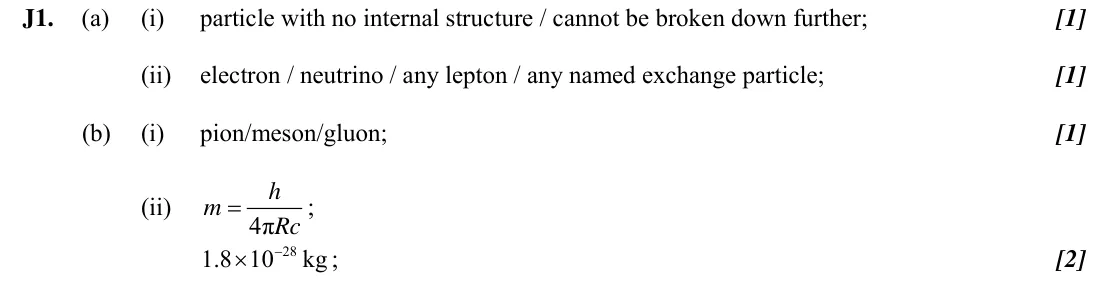 J1. (a) (i) particle with no internal structure / cannot be broken down further; [1]
(ii) electron / neutrino / any lepton / any named exchange particle; [1]
(b) (i) pion/meson/gluon; [1]
(ii) m = h / 4πRc ;
1.8×10⁻²⁸ kg ; [2]